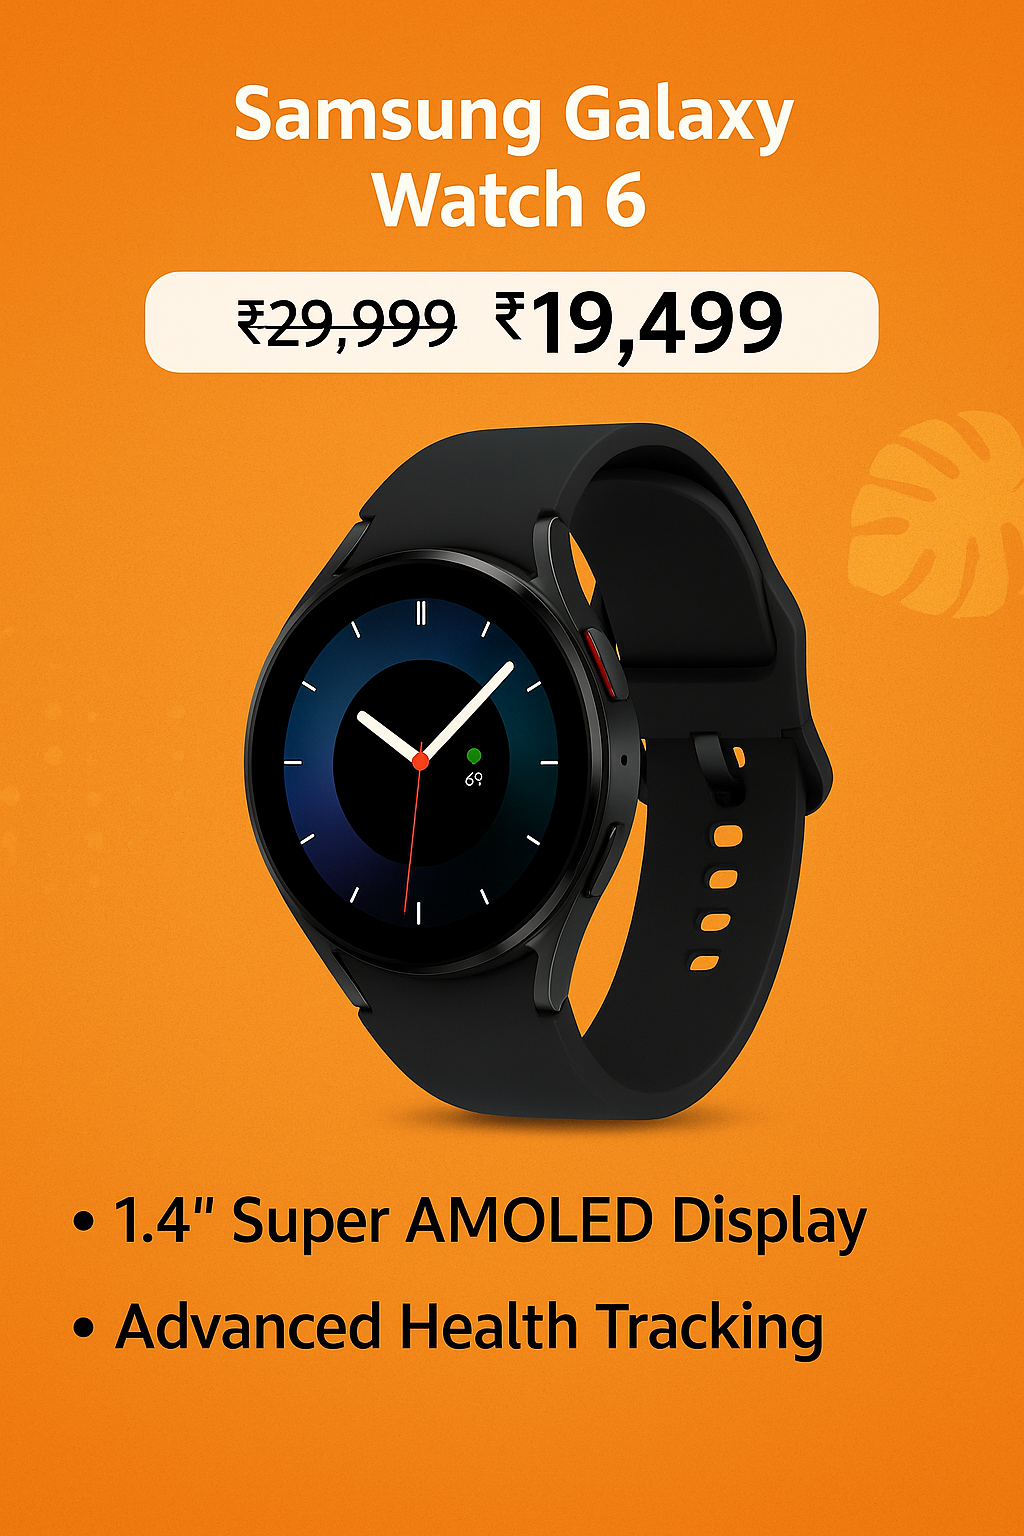 Samsung Galaxy
Watch 6
₹29,999 ₹19,499
• 1.4" Super AMOLED Display
• Advanced Health Tracking